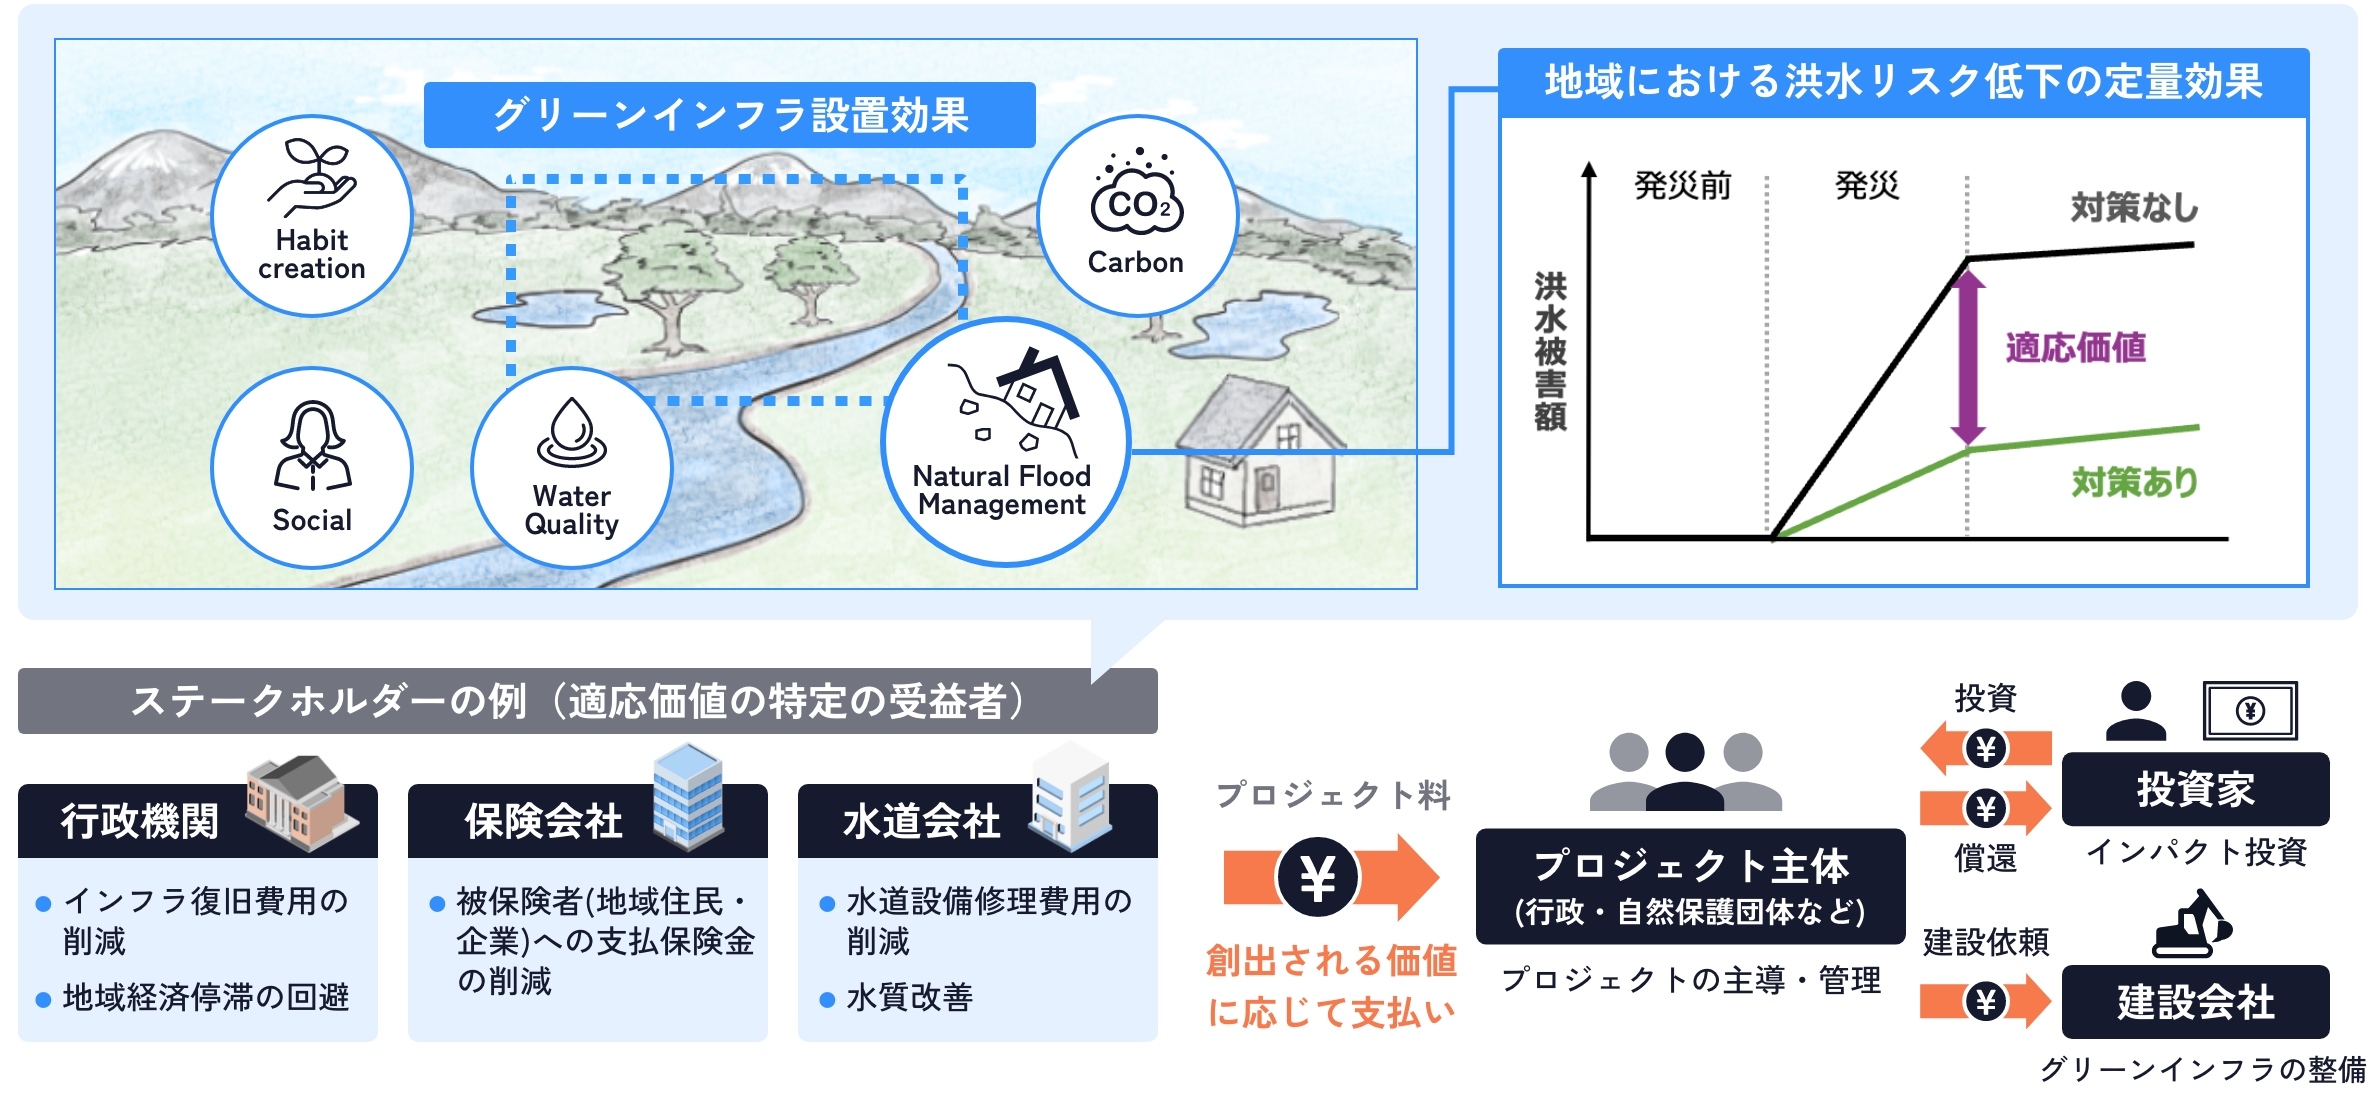 グリーンインフラ設置効果
Habit
creation
CO₂
Carbon
Social
Water
Quality
Natural Flood
Management
地域における洪水リスク低下の定量効果
発災前
発災
対策なし
洪水被害額
適応価値
対策あり
ステークホルダーの例（適応価値の特定の受益者）
行政機関
インフラ復旧費用の
削減
地域経済停滞の回避
保険会社
被保険者(地域住民・
企業)への支払保険金
の削減
水道会社
水道設備修理費用の
削減
水質改善
プロジェクト料
¥
創出される価値
に応じて支払い
プロジェクト主体
(行政・自然保護団体など)
プロジェクトの主導・管理
投資
¥
¥
償還
¥
投資家
インパクト投資
建設依頼
¥
建設会社
グリーンインフラの整備